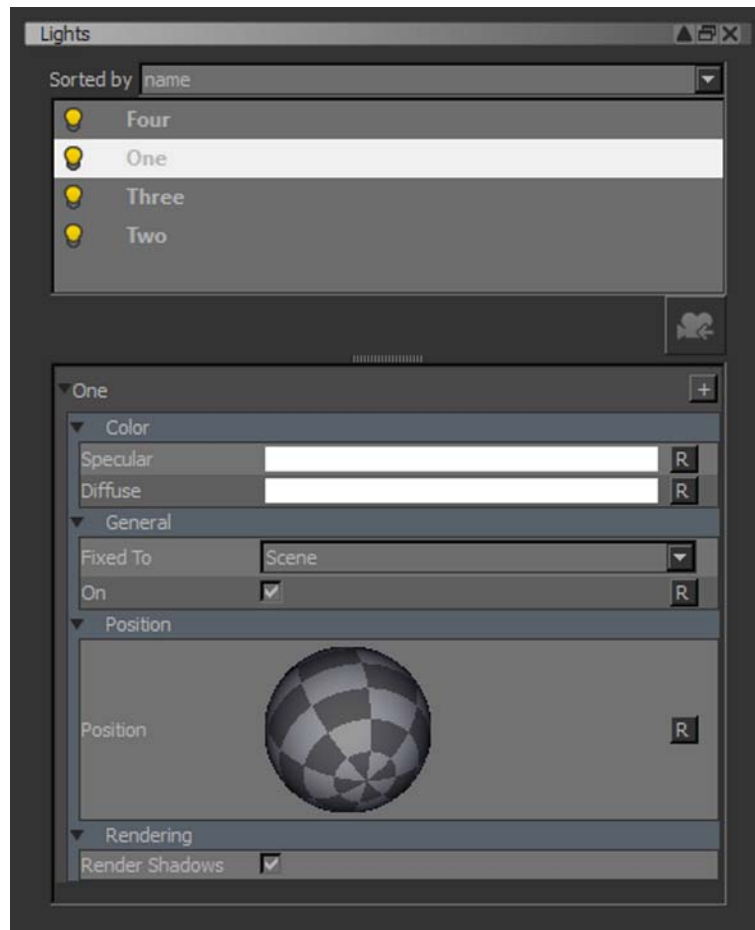 Lights
Sorted by name
Four
One
Three
Two
One +
Color
Specular R
Diffuse R
General
Fixed To Scene
On R
Position
Position R
Rendering
Render Shadows